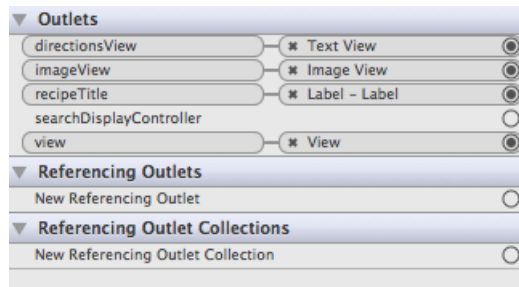 Outlets
directionsView Text View
imageView Image View
recipeTitle Label - Label
searchDisplayController
view View
Referencing Outlets
New Referencing Outlet
Referencing Outlet Collections
New Referencing Outlet Collection